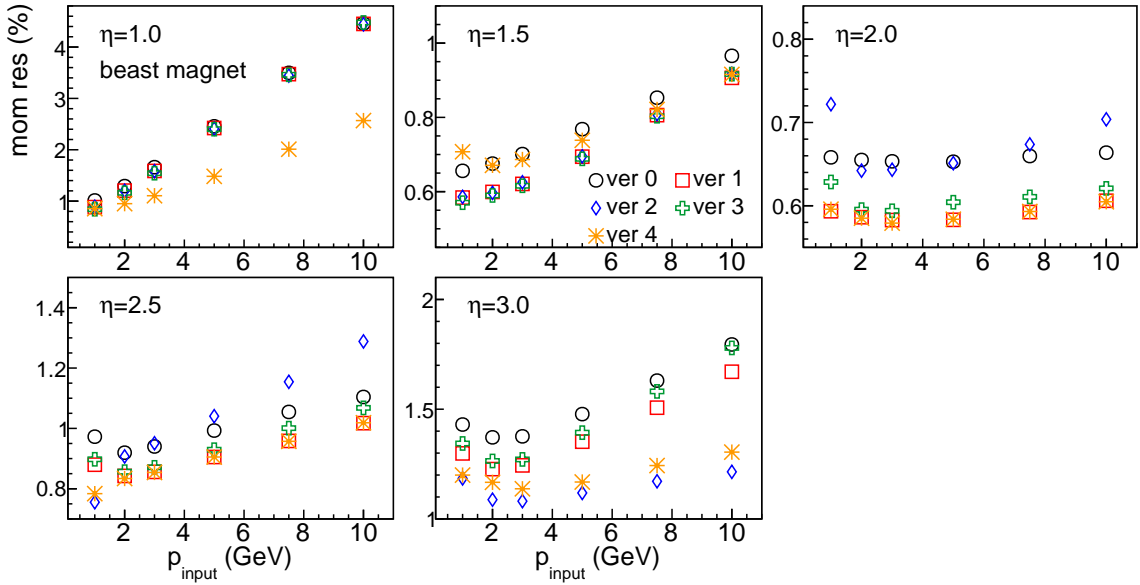 mom res (%)
η=1.0
beast magnet
4
3
2
1
2 4 6 8 10
η=1.5
1
0.8
0.6
ver 0 ver 1
ver 2 ver 3
ver 4
2 4 6 8 10
η=2.0
0.8
0.7
0.6
2 4 6 8 10
η=2.5
1.4
1.2
1
0.8
2 4 6 8 10
p_input (GeV)
η=3.0
2
1.5
1
2 4 6 8 10
p_input (GeV)